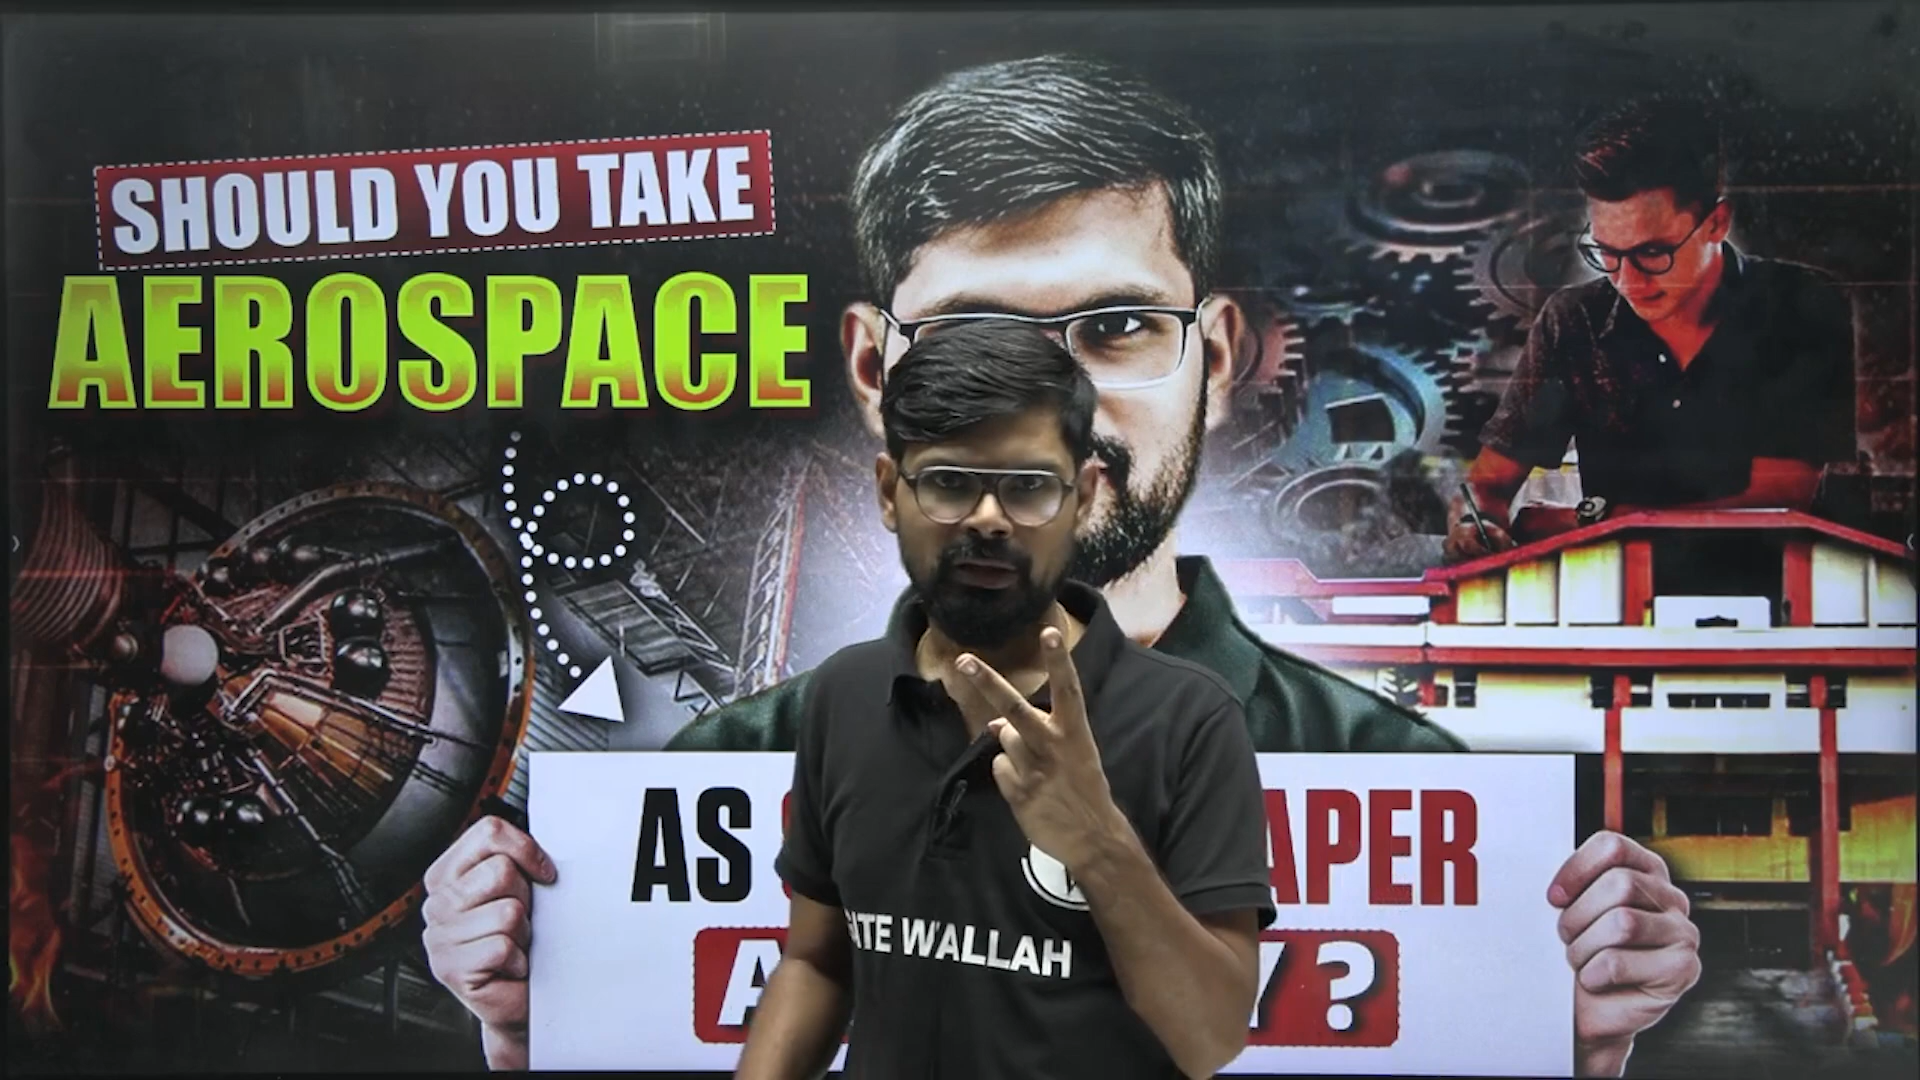 SHOULD YOU TAKE
AEROSPACE
AS
APER
?
GATE WALLAH